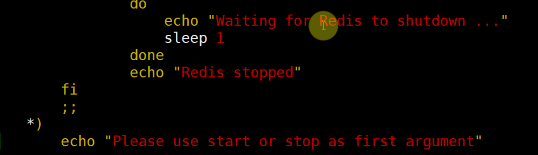 do
echo "Waiting for Redis to shutdown ..."
sleep 1
done
echo "Redis stopped"
fi
;;
*)
echo "Please use start or stop as first argument"